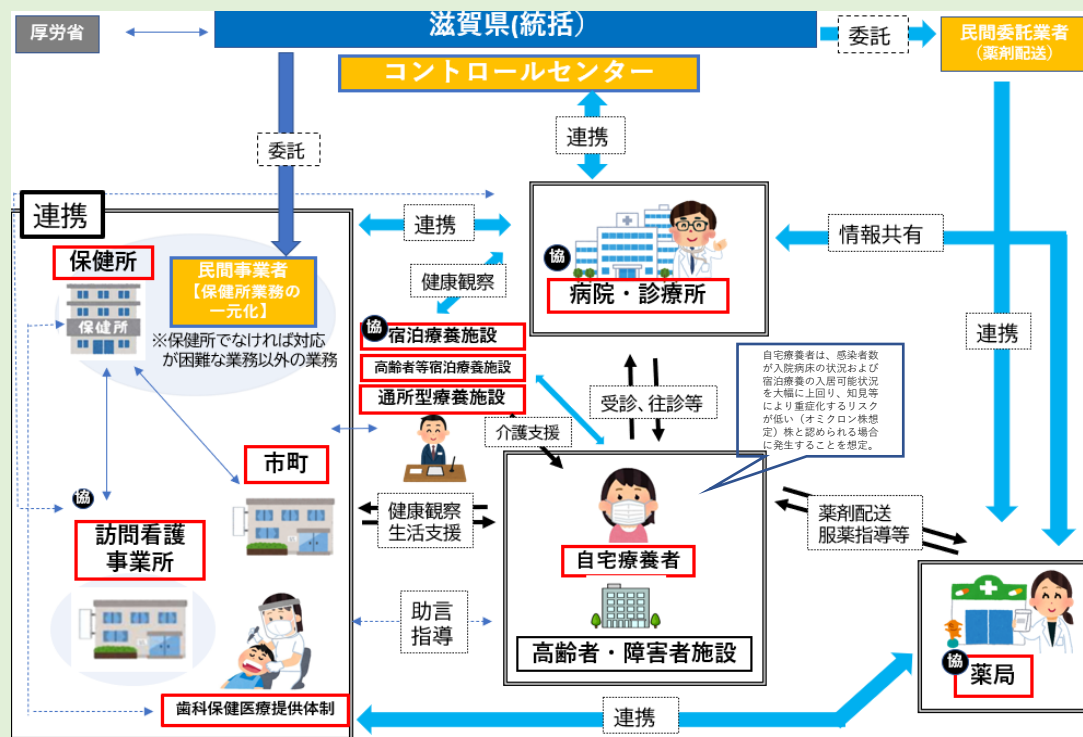 厚労省
滋賀県(統括）
委託
民間委託業者
（薬剤配送）
コントロールセンター
連携
委託
連携
連携
保健所
保健所
民間事業者
【保健所業務の
一元化】
※保健所でなければ対応
が困難な業務以外の業務
健康観察
協
宿泊療養施設
高齢者等宿泊療養施設
通所型療養施設
介護支援
協
病院・診療所
情報共有
連携
受診、往診等
自宅療養者は、感染者数
が入院病床の状況および
宿泊療養の入居可能状況
を大幅に上回り、知見等
により重症化するリスク
が低い（オミクロン株想
定）株と認められる場合
に発生することを想定。
市町
協
訪問看護
事業所
健康観察
生活支援
自宅療養者
薬剤配送
服薬指導等
助言
指導
高齢者・障害者施設
歯科保健医療提供体制
連携
協
薬局